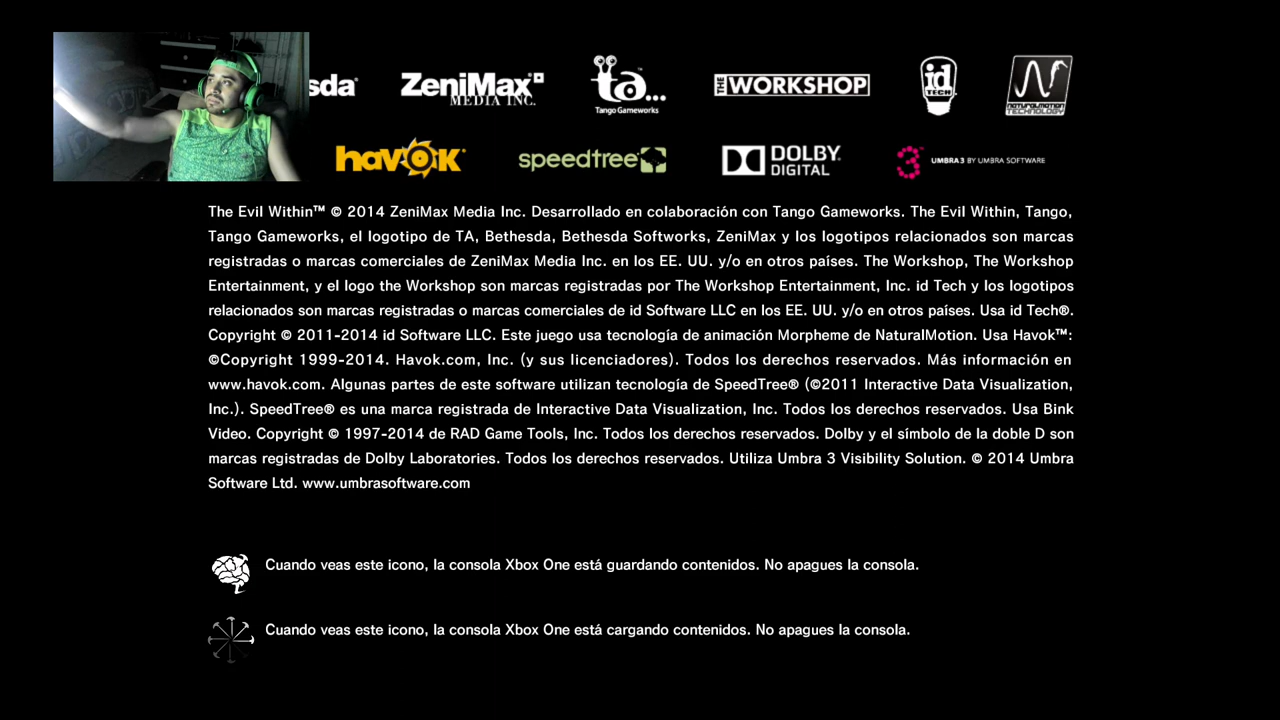 sda®
ZeniMax®
MEDIA INC.
ta...™
Tango Gameworks
THE WORKSHOP
id
TECH
NATURALMOTION
TECHNOLOGY
havok
speedtree
DOLBY
DIGITAL
3 UMBRA 3 BY UMBRA SOFTWARE
The Evil Within™ © 2014 ZeniMax Media Inc. Desarrollado en colaboración con Tango Gameworks. The Evil Within, Tango,
Tango Gameworks, el logotipo de TA, Bethesda, Bethesda Softworks, ZeniMax y los logotipos relacionados son marcas
registradas o marcas comerciales de ZeniMax Media Inc. en los EE. UU. y/o en otros países. The Workshop, The Workshop
Entertainment, y el logo the Workshop son marcas registradas por The Workshop Entertainment, Inc. id Tech y los logotipos
relacionados son marcas registradas o marcas comerciales de id Software LLC en los EE. UU. y/o en otros países. Usa id Tech®.
Copyright © 2011-2014 id Software LLC. Este juego usa tecnología de animación Morpheme de NaturalMotion. Usa Havok™:
©Copyright 1999-2014. Havok.com, Inc. (y sus licenciadores). Todos los derechos reservados. Más información en
www.havok.com. Algunas partes de este software utilizan tecnología de SpeedTree® (©2011 Interactive Data Visualization,
Inc.). SpeedTree® es una marca registrada de Interactive Data Visualization, Inc. Todos los derechos reservados. Usa Bink
Video. Copyright © 1997-2014 de RAD Game Tools, Inc. Todos los derechos reservados. Dolby y el símbolo de la doble D son
marcas registradas de Dolby Laboratories. Todos los derechos reservados. Utiliza Umbra 3 Visibility Solution. © 2014 Umbra
Software Ltd. www.umbrasoftware.com
Cuando veas este icono, la consola Xbox One está guardando contenidos. No apagues la consola.
Cuando veas este icono, la consola Xbox One está cargando contenidos. No apagues la consola.